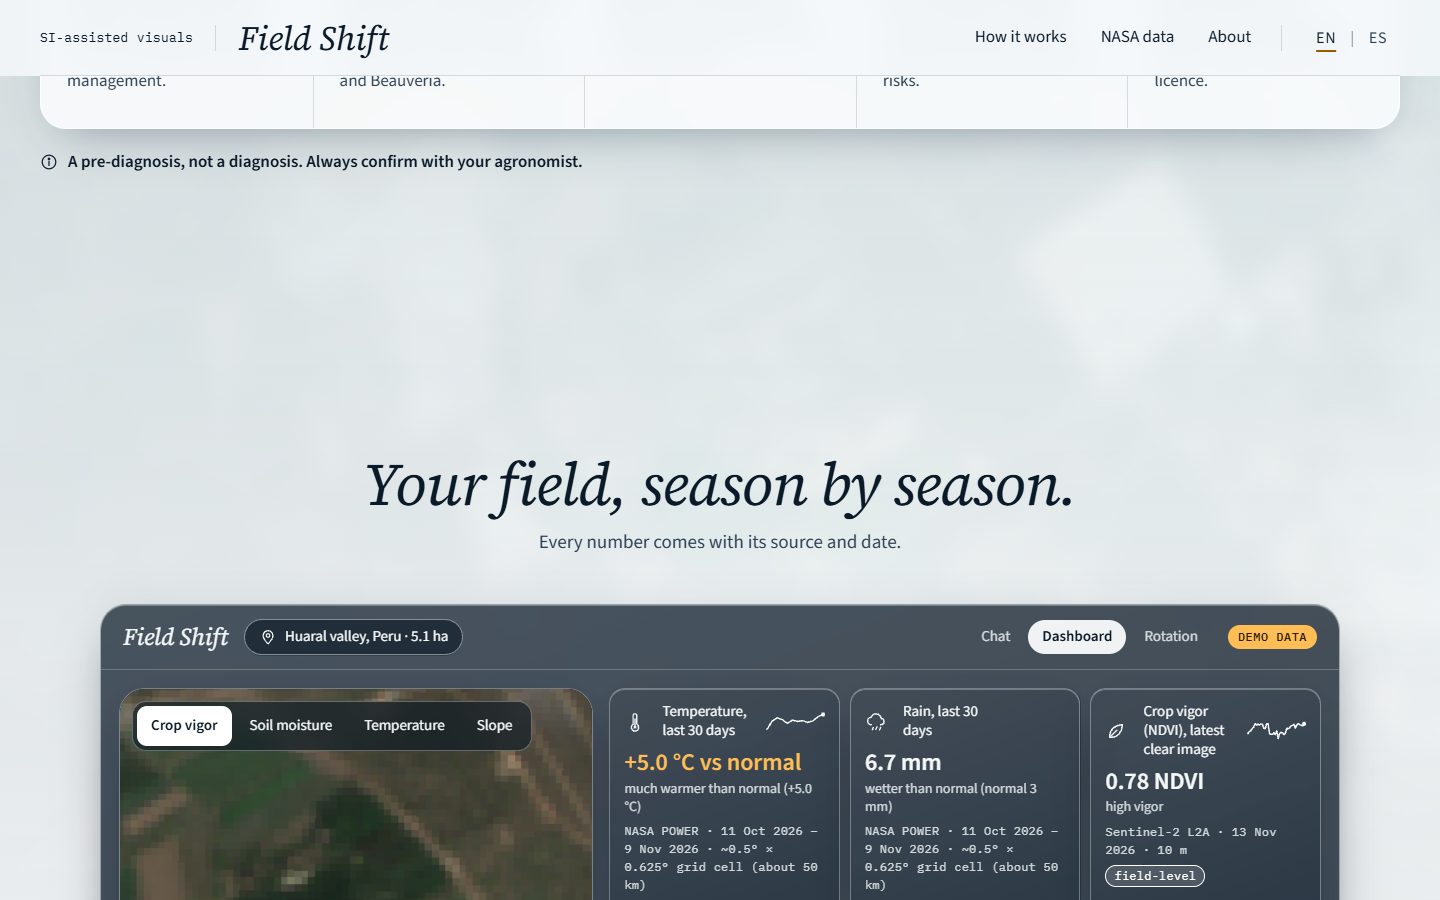 SI-assisted visuals
Field Shift
How it works
NASA data
About
EN | ES
management.
and Beauveria.
risks.
licence.
A pre-diagnosis, not a diagnosis. Always confirm with your agronomist.
Your field, season by season.
Every number comes with its source and date.
Field Shift
Huaral valley, Peru · 5.1 ha
Chat
Dashboard
Rotation
DEMO DATA
Crop vigor
Soil moisture
Temperature
Slope
Temperature,
last 30 days
+5.0 °C vs normal
much warmer than normal (+5.0
°C)
NASA POWER · 11 Oct 2026 –
9 Nov 2026 · ~0.5° ×
0.625° grid cell (about 50
km)
Rain, last 30
days
6.7 mm
wetter than normal (normal 3
mm)
NASA POWER · 11 Oct 2026 –
9 Nov 2026 · ~0.5° ×
0.625° grid cell (about 50
km)
Crop vigor
(NDVI), latest
clear image
0.78 NDVI
high vigor
Sentinel-2 L2A · 13 Nov
2026 · 10 m
field-level